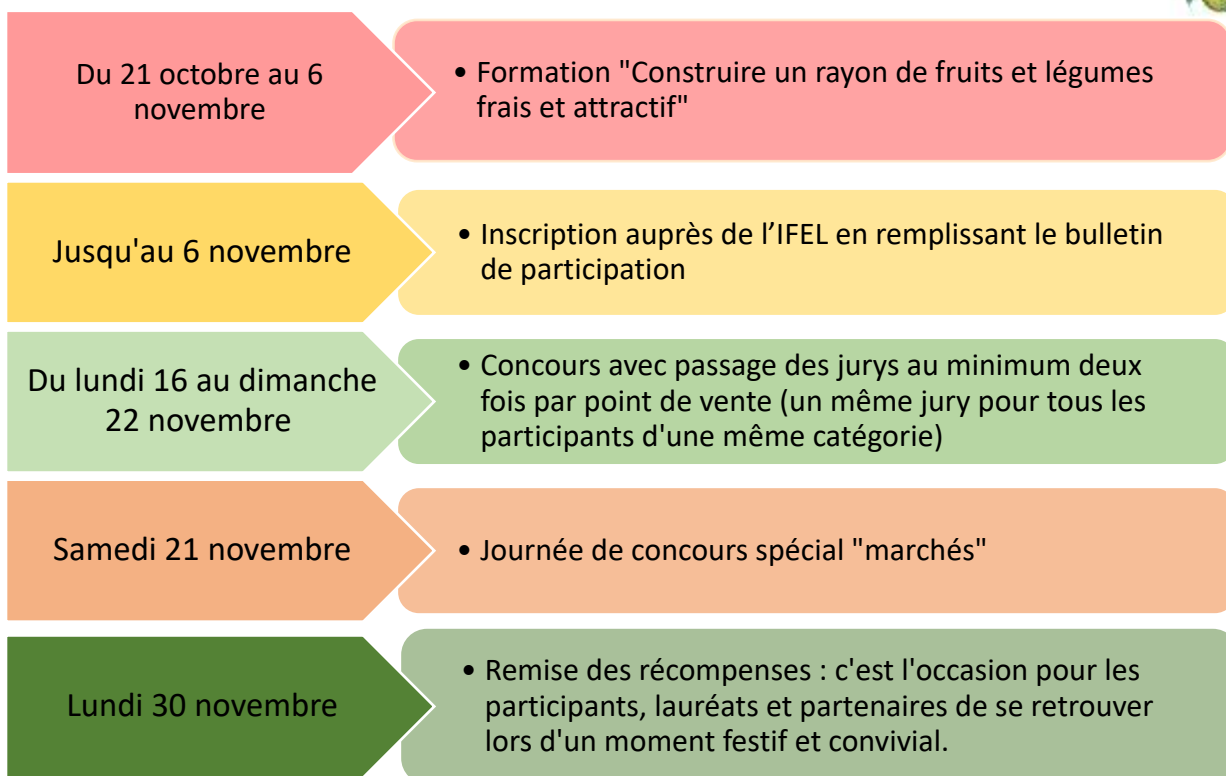 Du 21 octobre au 6
novembre
• Formation "Construire un rayon de fruits et légumes
frais et attractif"
Jusqu'au 6 novembre
• Inscription auprès de l’IFEL en remplissant le bulletin
de participation
Du lundi 16 au dimanche
22 novembre
• Concours avec passage des jurys au minimum deux
fois par point de vente (un même jury pour tous les
participants d'une même catégorie)
Samedi 21 novembre
• Journée de concours spécial "marchés"
Lundi 30 novembre
• Remise des récompenses : c'est l'occasion pour les
participants, lauréats et partenaires de se retrouver
lors d'un moment festif et convivial.